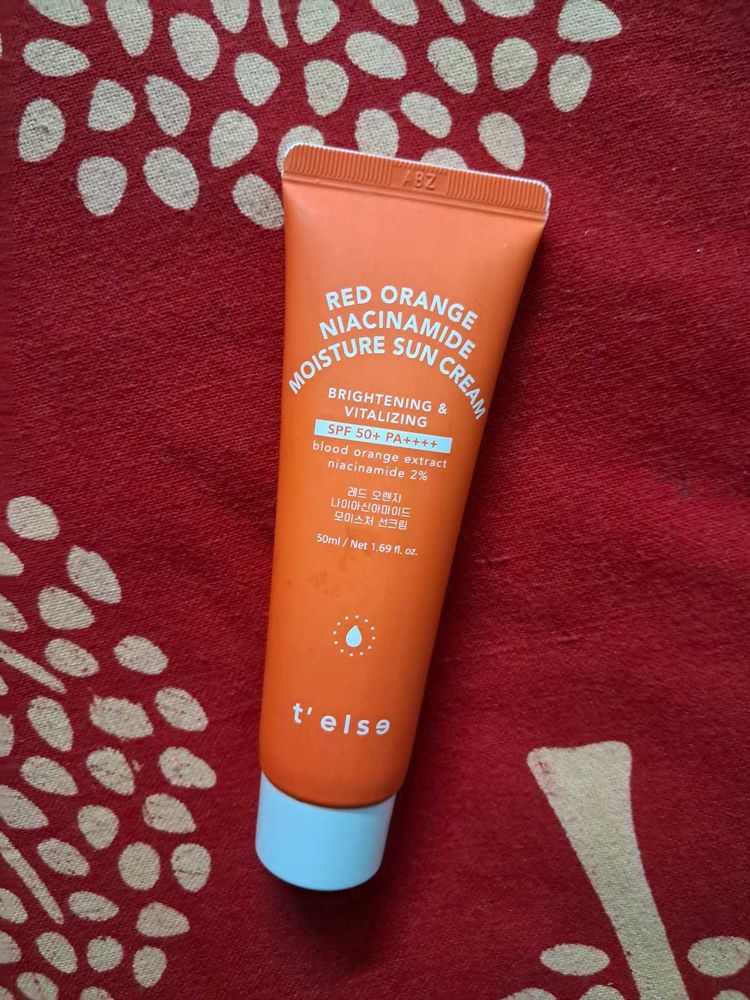 ABZ
RED ORANGE
NIACINAMIDE
MOISTURE SUN CREAM
BRIGHTENING &
VITALIZING
SPF 50+ PA++++
blood orange extract
niacinamide 2%
레드 오렌지
나이아신아마이드
모이스처 선크림
50ml / Net 1.69 fl. oz.
t'else